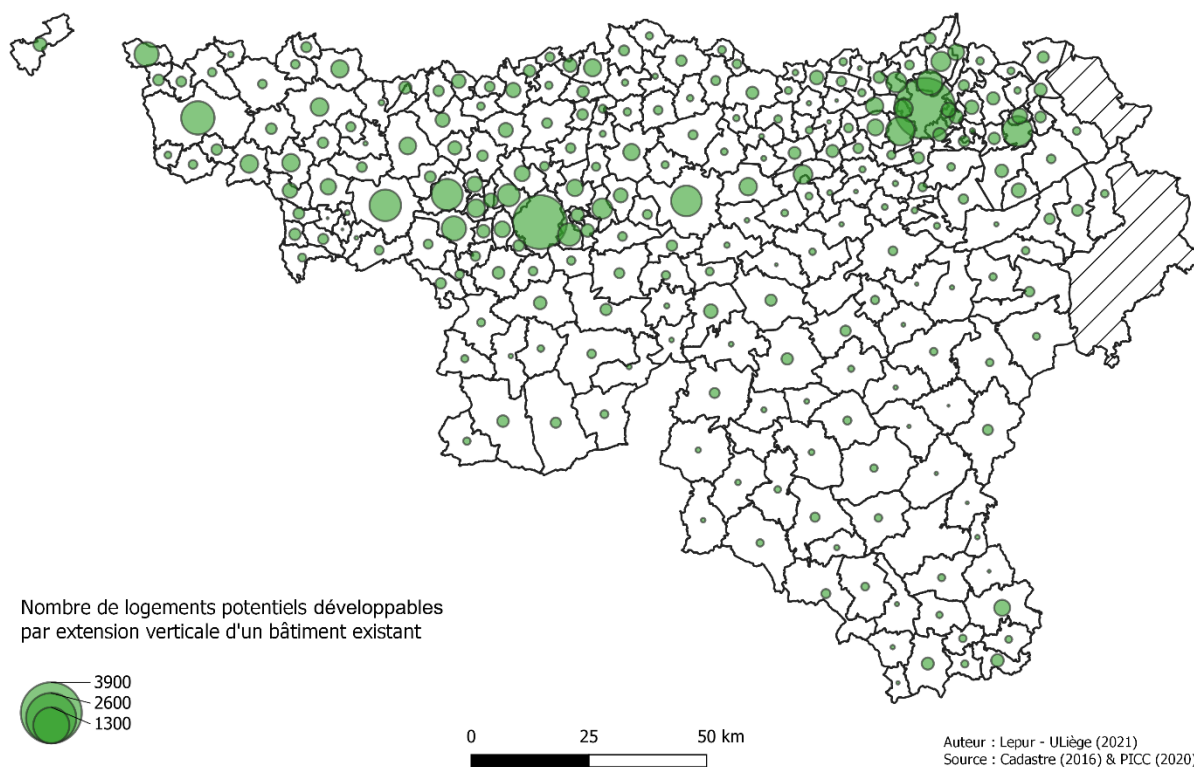 Nombre de logements potentiels développables
par extension verticale d'un bâtiment existant
3900
2600
1300
0 25 50 km
Auteur : Lepur - ULiège (2021)
Source : Cadastre (2016) & PICC (2020